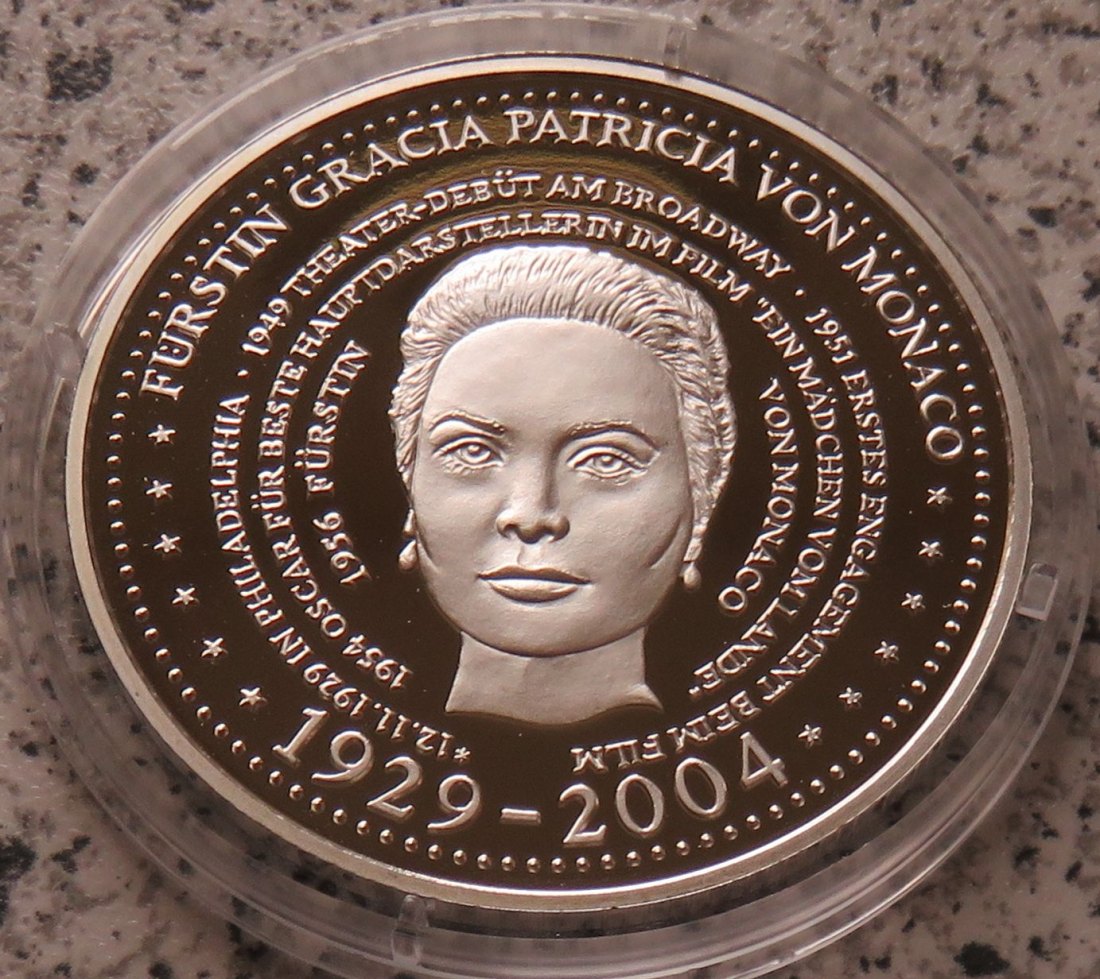 FÜRSTIN GRACIA PATRICIA VON MONACO
*12.11.1929 IN PHILADELPHIA · 1949 THEATER-DEBÜT AM BROADWAY · 1951 ERSTES ENGAGEMENT BEIM FILM
1954 OSCAR FÜR BESTE HAUPTDARSTELLERIN IM FILM "EIN MÄDCHEN VOM LANDE"
1956 FÜRSTIN
VON MONACO
1929 - 2004